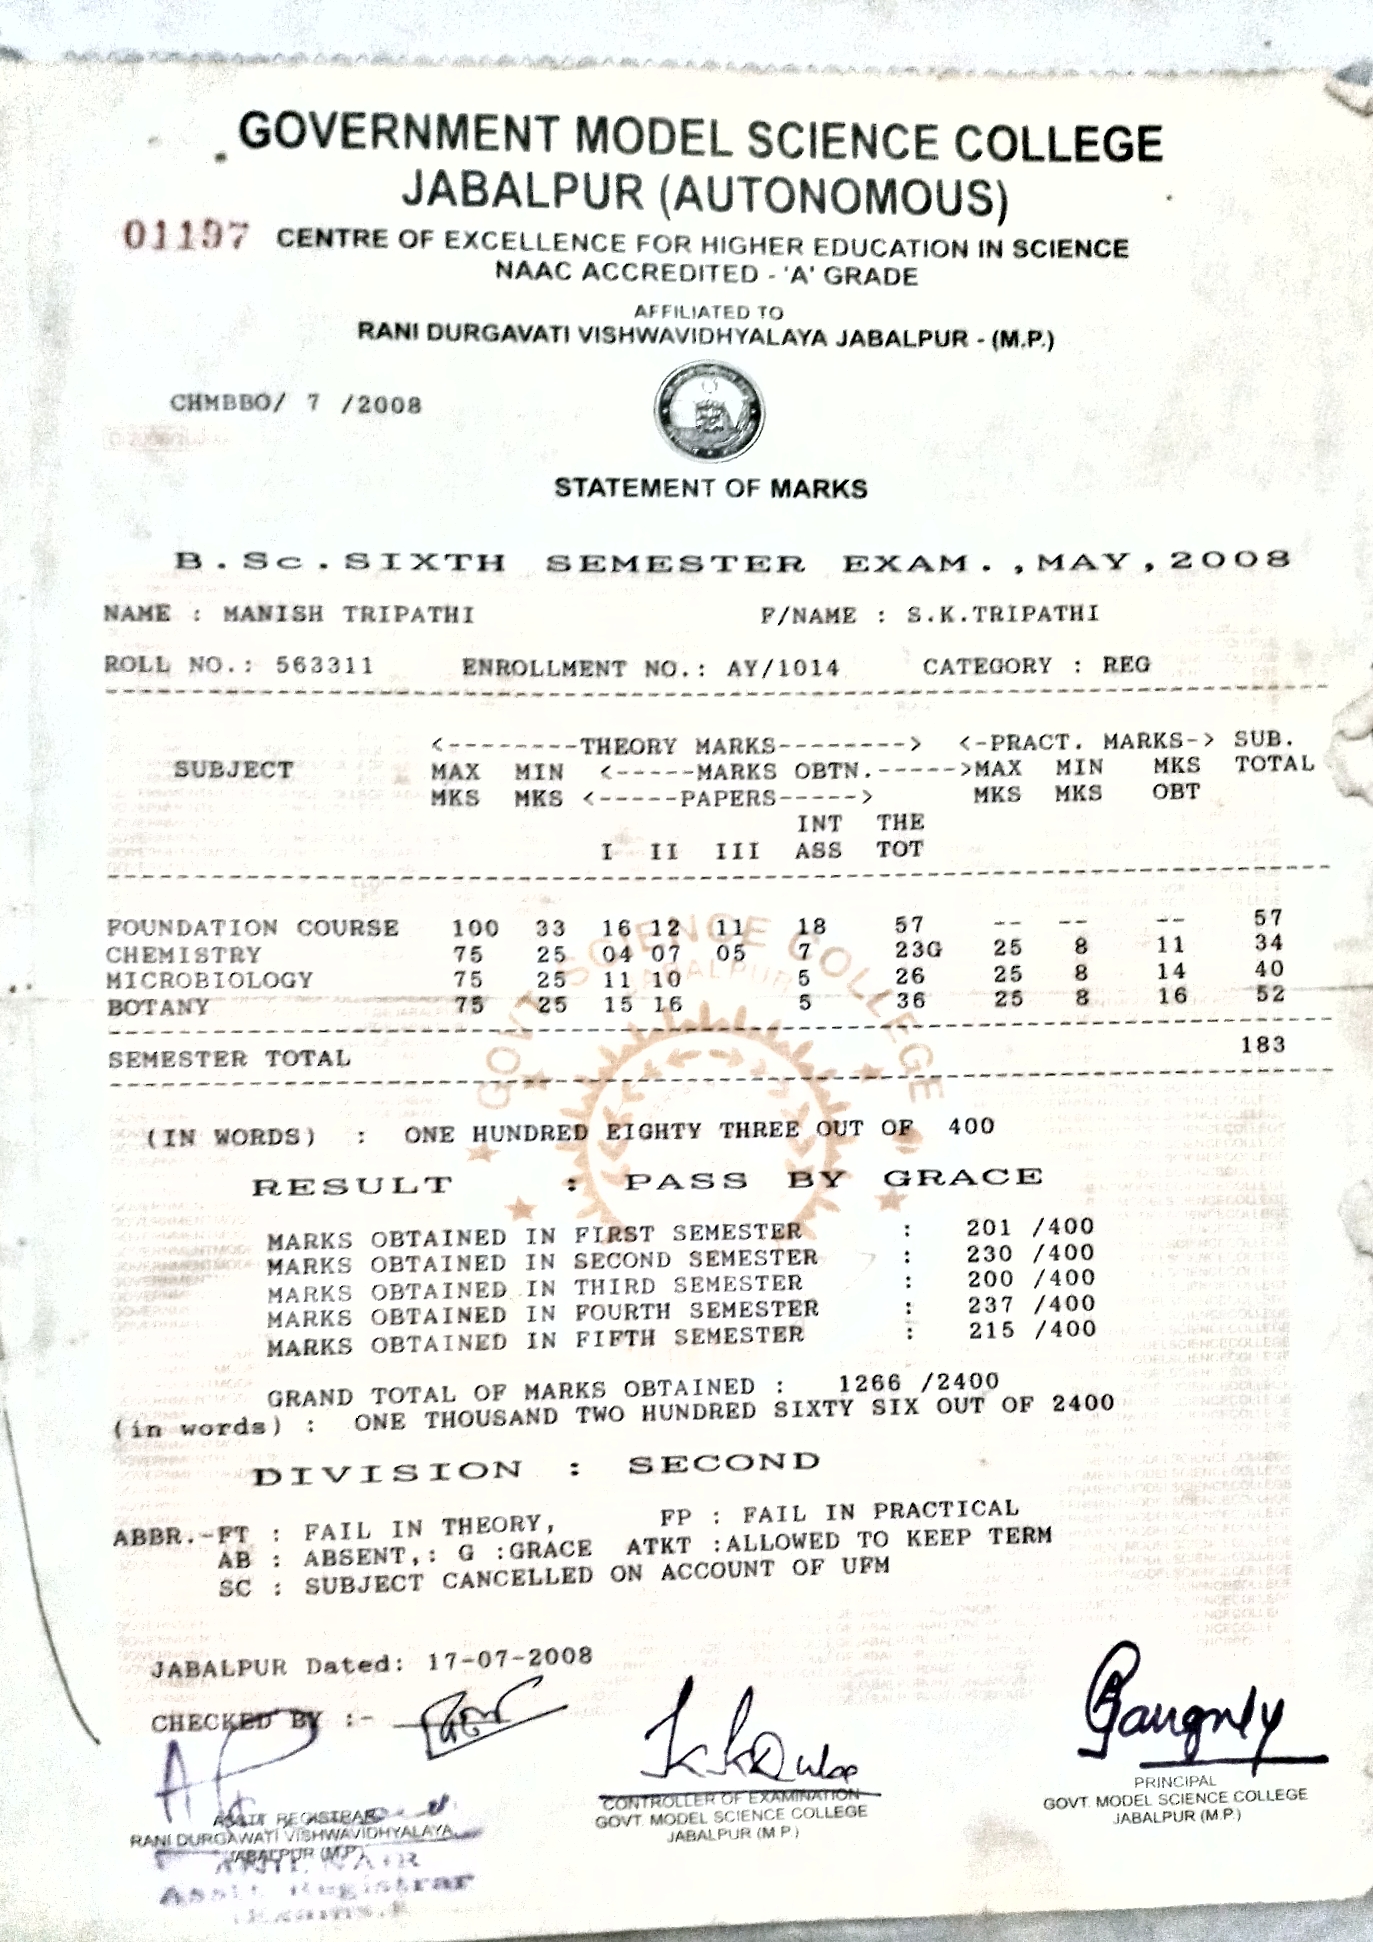 GOVERNMENT MODEL SCIENCE COLLEGE
JABALPUR (AUTONOMOUS)
01197 CENTRE OF EXCELLENCE FOR HIGHER EDUCATION IN SCIENCE
NAAC ACCREDITED - 'A' GRADE
AFFILIATED TO
RANI DURGAVATI VISHWAVIDHYALAYA JABALPUR - (M.P.)
CHMBBO/ 7 /2008
STATEMENT OF MARKS
B.Sc.SIXTH SEMESTER EXAM.,MAY,2008
NAME : MANISH TRIPATHI F/NAME : S.K.TRIPATHI
ROLL NO.: 563311 ENROLLMENT NO.: AY/1014 CATEGORY : REG
<--------THEORY MARKS--------> <-PRACT. MARKS-> SUB.
SUBJECT MAX MIN <-----MARKS OBTN.----->MAX MIN MKS TOTAL
MKS MKS <-----PAPERS-----> MKS MKS OBT
INT THE
I II III ASS TOT
FOUNDATION COURSE 100 33 16 12 11 18 57 -- -- -- 57
CHEMISTRY 75 25 04 07 05 7 23G 25 8 11 34
MICROBIOLOGY 75 25 11 10 5 26 25 8 14 40
BOTANY 75 25 15 16 5 36 25 8 16 52
SEMESTER TOTAL 183
(IN WORDS) : ONE HUNDRED EIGHTY THREE OUT OF 400
RESULT : PASS BY GRACE
MARKS OBTAINED IN FIRST SEMESTER : 201 /400
MARKS OBTAINED IN SECOND SEMESTER : 230 /400
MARKS OBTAINED IN THIRD SEMESTER : 200 /400
MARKS OBTAINED IN FOURTH SEMESTER : 237 /400
MARKS OBTAINED IN FIFTH SEMESTER : 215 /400
GRAND TOTAL OF MARKS OBTAINED : 1266 /2400
(in words) : ONE THOUSAND TWO HUNDRED SIXTY SIX OUT OF 2400
DIVISION : SECOND
ABBR.-FT : FAIL IN THEORY, FP : FAIL IN PRACTICAL
AB : ABSENT,: G :GRACE ATKT :ALLOWED TO KEEP TERM
SC : SUBJECT CANCELLED ON ACCOUNT OF UFM
JABALPUR Dated: 17-07-2008
CHECKED BY :-
ASSTT REGISTRAR
RANI DURGAWATI VISHWAVIDHYALAYA
JABALPUR (M.P.)
Asstt. Registrar
CONTROLLER OF EXAMINATION
GOVT. MODEL SCIENCE COLLEGE
JABALPUR (M.P.)
PRINCIPAL
GOVT. MODEL SCIENCE COLLEGE
JABALPUR (M.P.)